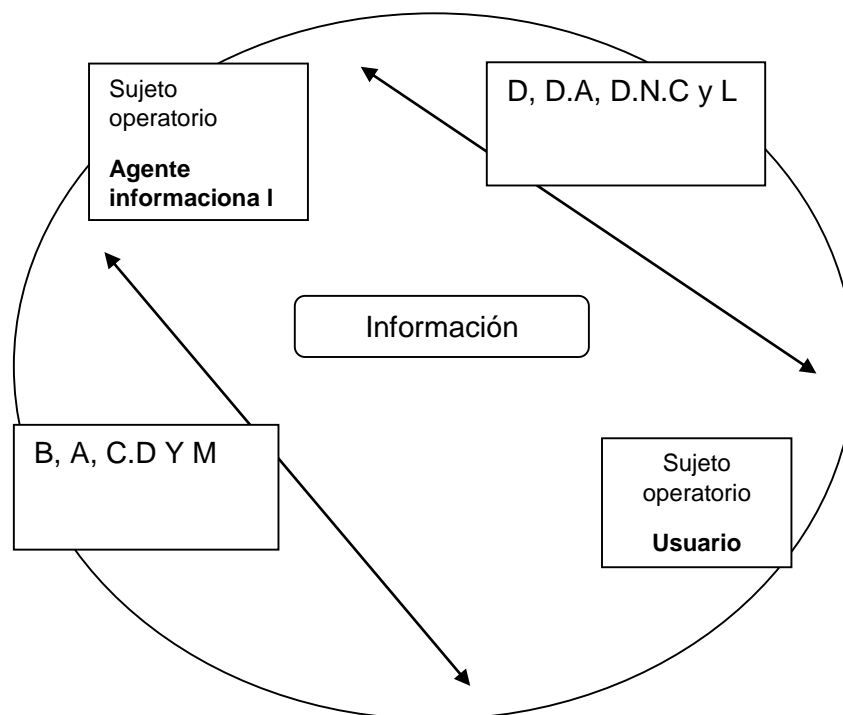 Sujeto
operatorio
Agente
informaciona l
D, D.A, D.N.C y L
Información
B, A, C.D Y M
Sujeto
operatorio
Usuario